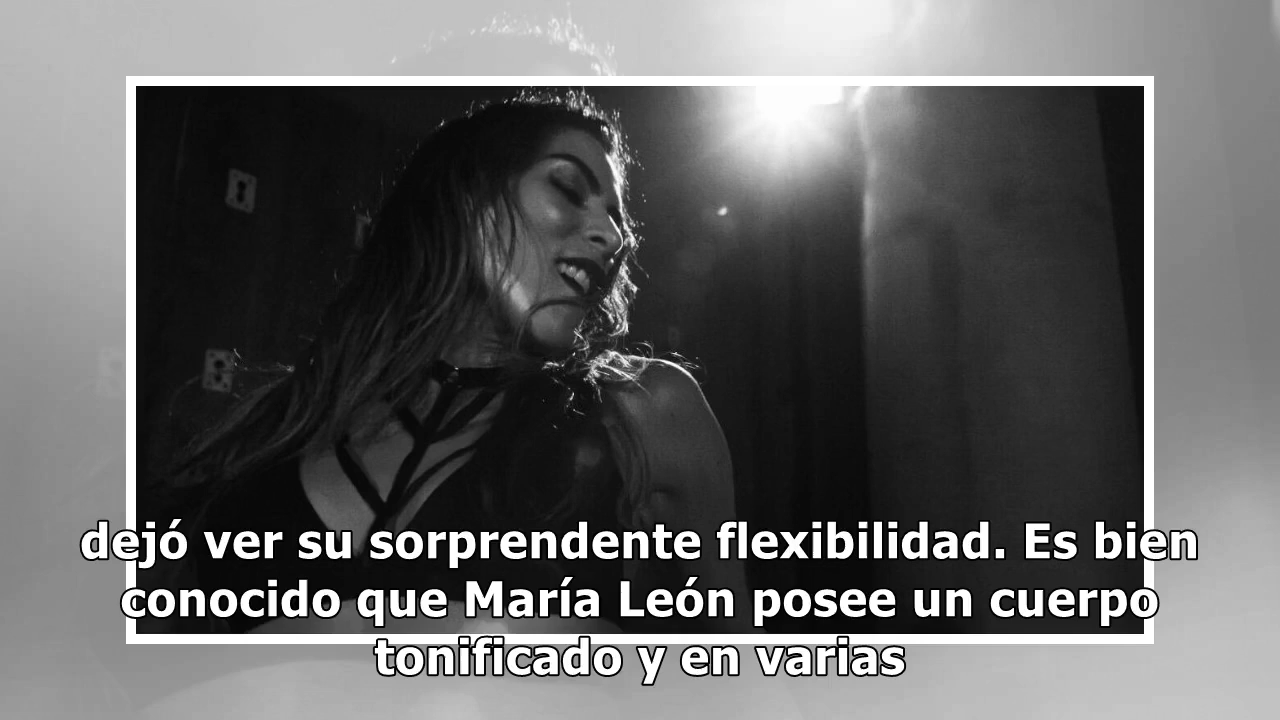 dejó ver su sorprendente flexibilidad. Es bien
conocido que María León posee un cuerpo
tonificado y en varias